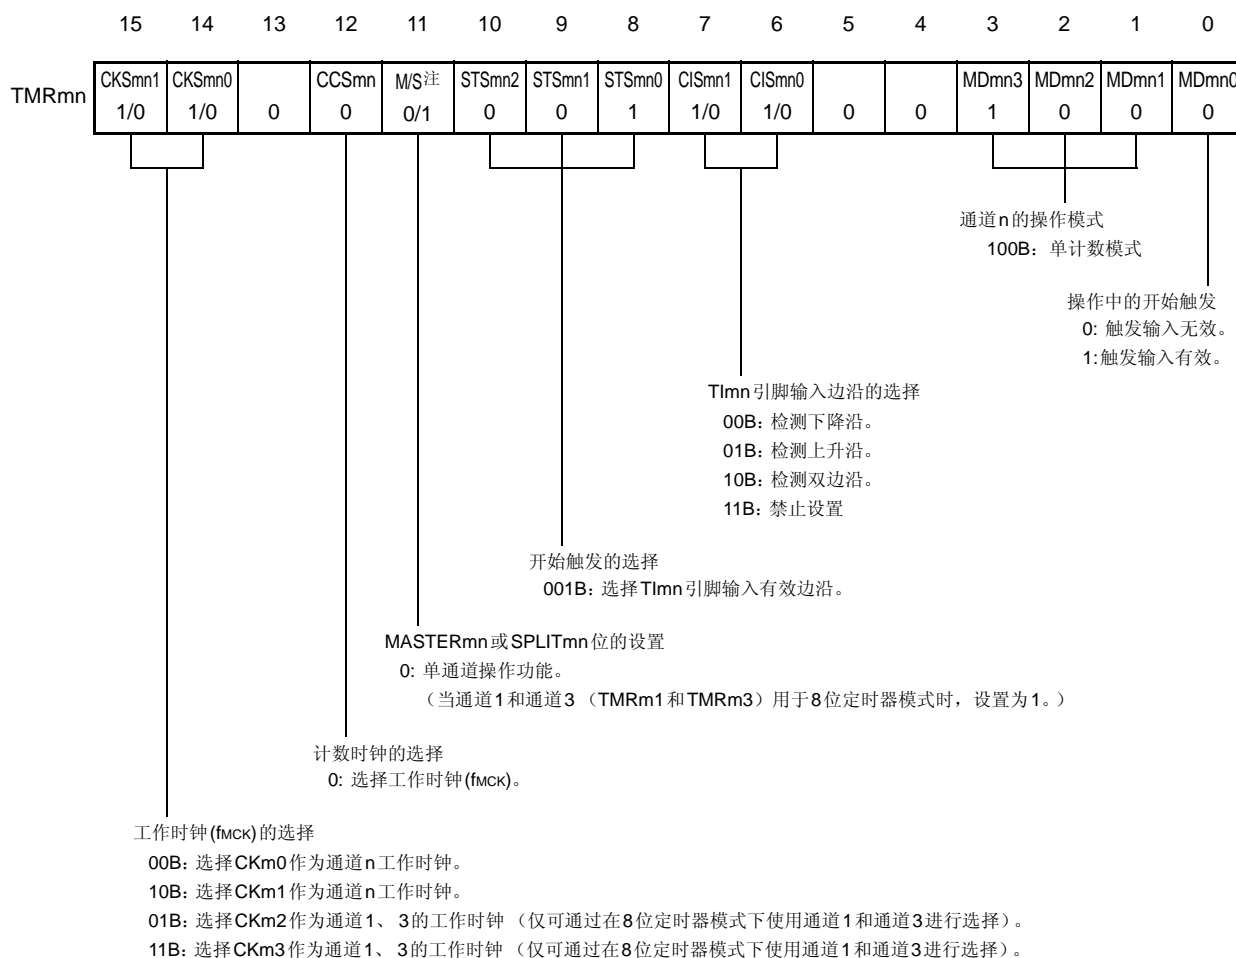 15 14 13 12 11 10 9 8 7 6 5 4 3 2 1 0
TMRmn CKSmn1 CKSmn0 CCSmn M/S注 STSmn2 STSmn1 STSmn0 CISmn1 CISmn0 MDmn3 MDmn2 MDmn1 MDmn0
1/0 1/0 0 0 0/1 0 0 1 1/0 1/0 0 0 1 0 0 0
通道n的操作模式
100B：单计数模式
操作中的开始触发
0: 触发输入无效。
1:触发输入有效。
TImn引脚输入边沿的选择
00B：检测下降沿。
01B：检测上升沿。
10B：检测双边沿。
11B：禁止设置
开始触发的选择
001B：选择TImn引脚输入有效边沿。
MASTERmn或SPLITmn位的设置
0: 单通道操作功能。
（当通道1和通道3 （TMRm1和TMRm3）用于8位定时器模式时，设置为1。）
计数时钟的选择
0: 选择工作时钟(fMCK)。
工作时钟(fMCK)的选择
00B：选择CKm0作为通道n工作时钟。
10B：选择CKm1作为通道n工作时钟。
01B：选择CKm2作为通道1、 3的工作时钟 （仅可通过在8位定时器模式下使用通道1和通道3进行选择）。
11B：选择CKm3作为通道1、 3的工作时钟 （仅可通过在8位定时器模式下使用通道1和通道3进行选择）。